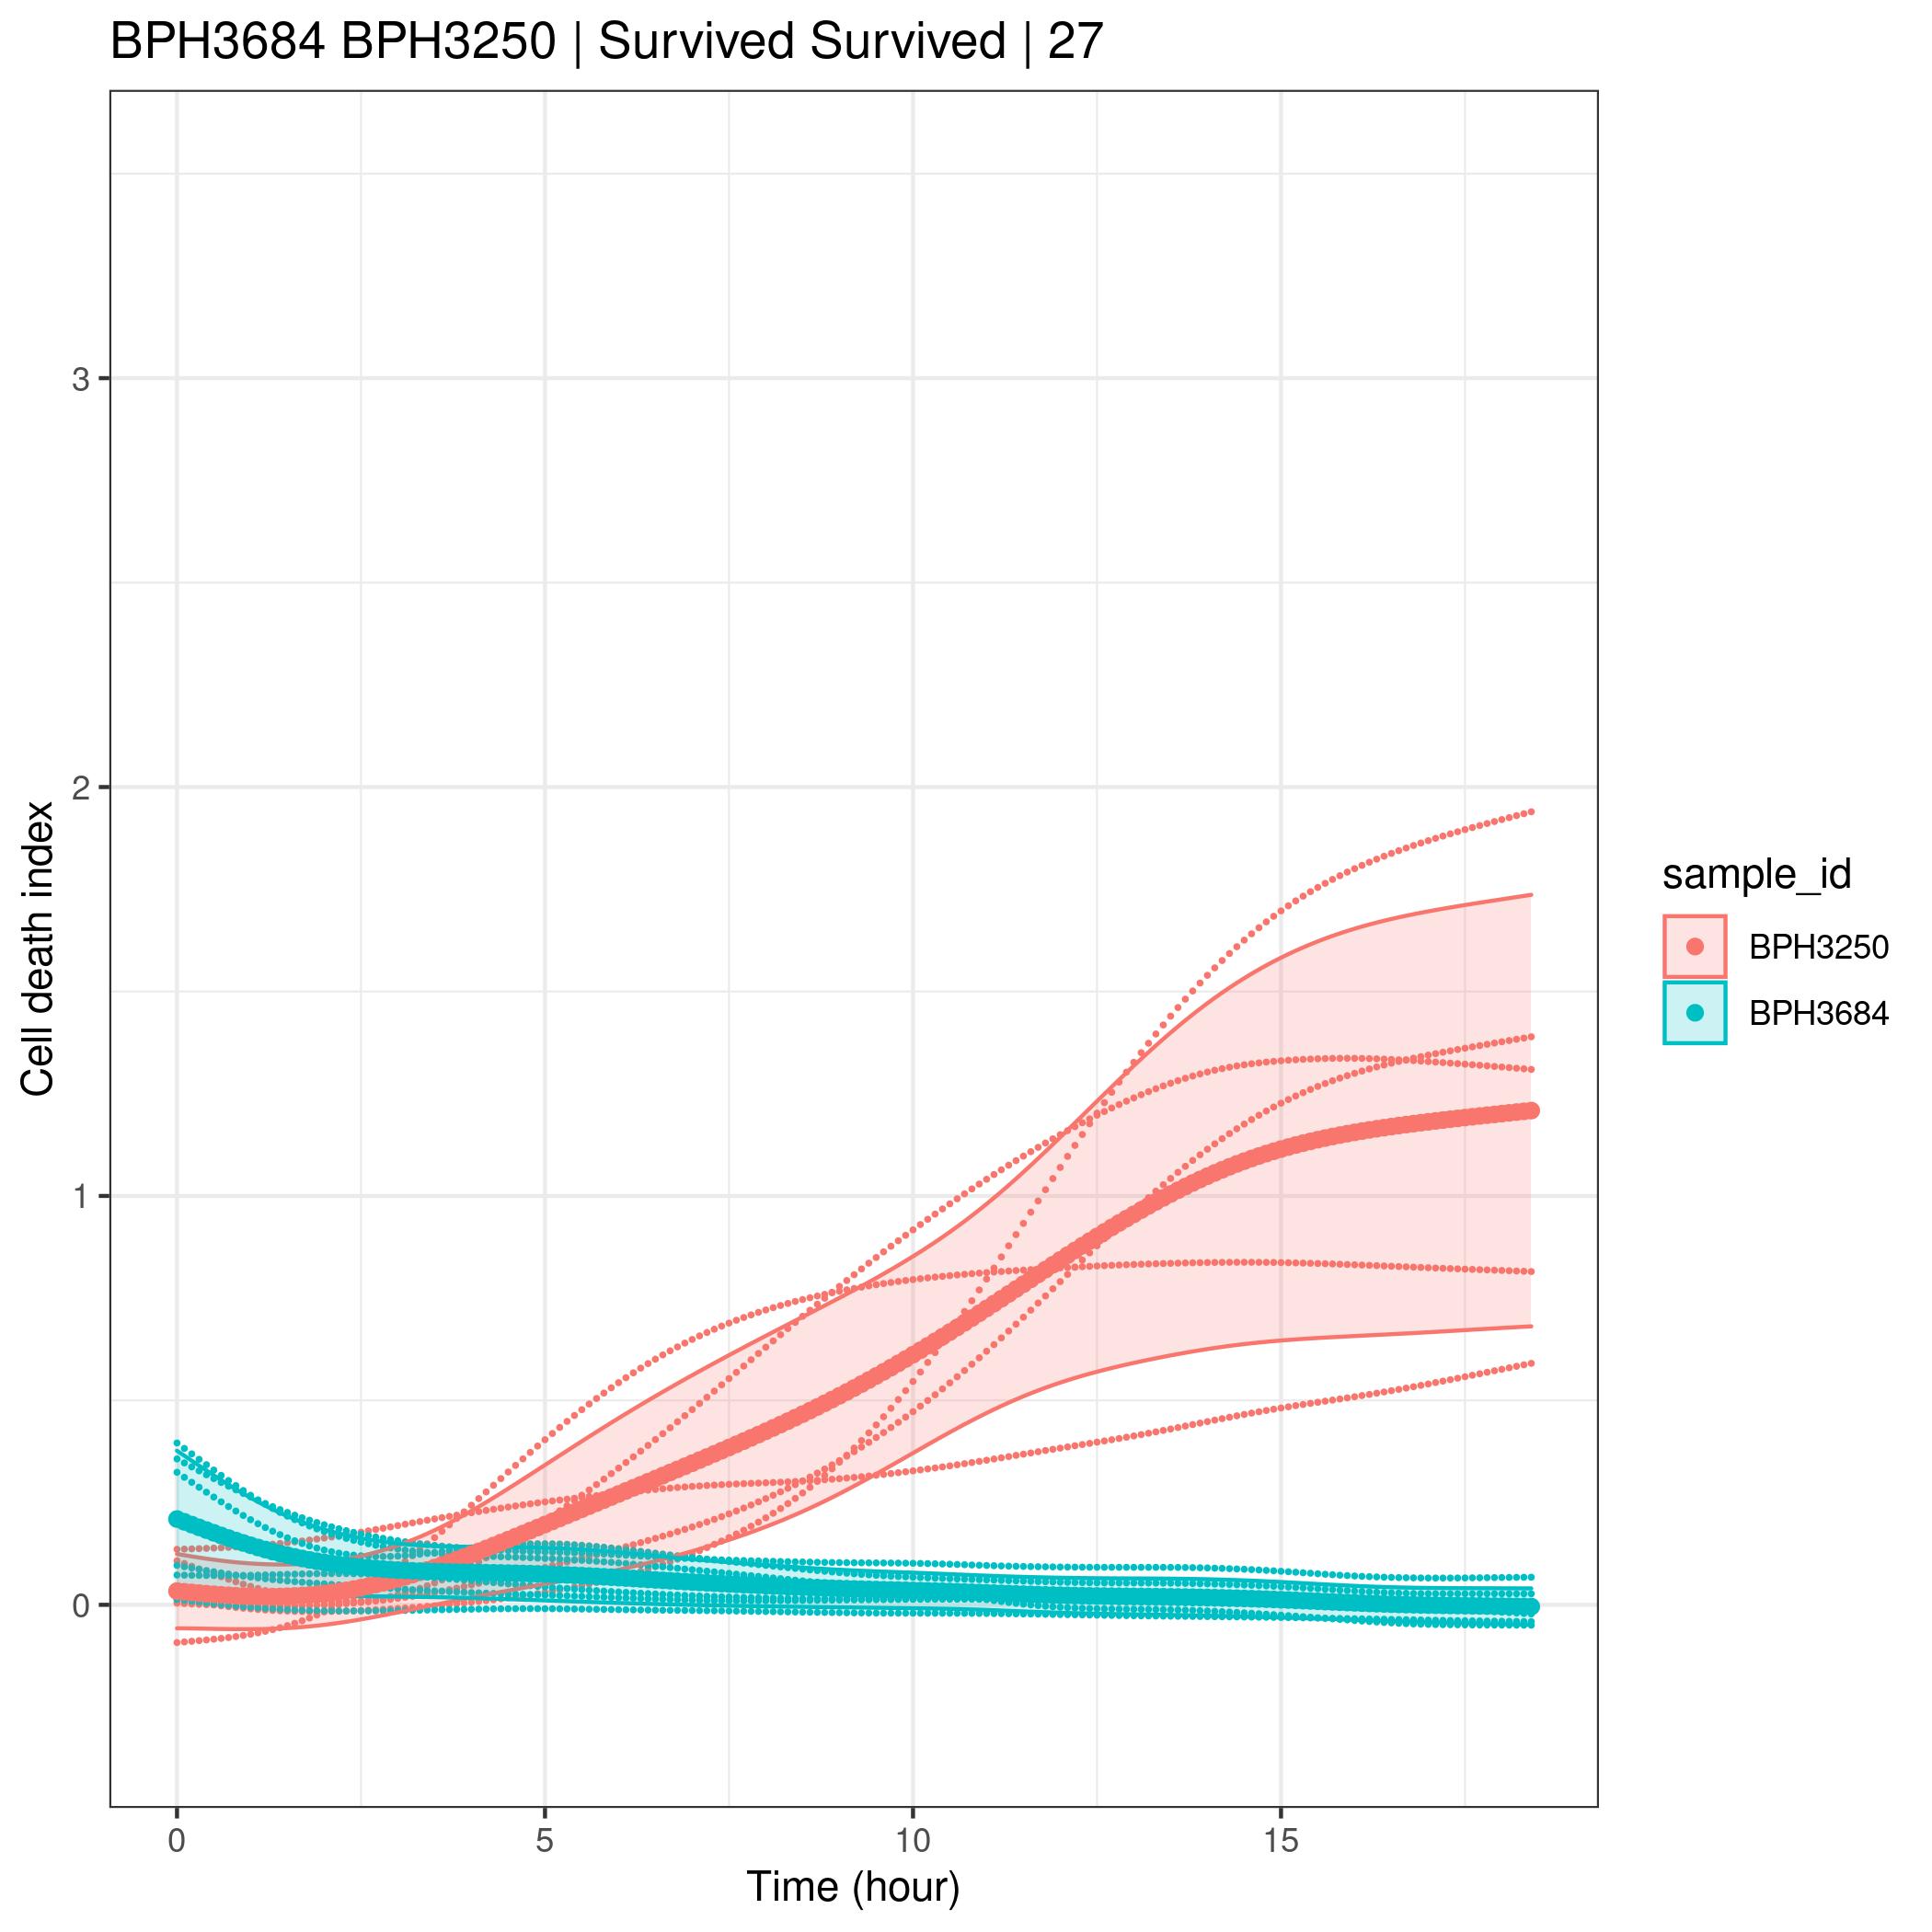 BPH3684 BPH3250 | Survived Survived | 27
3
2
1
0
Cell death index
0 5 10 15
Time (hour)
sample_id
BPH3250
BPH3684